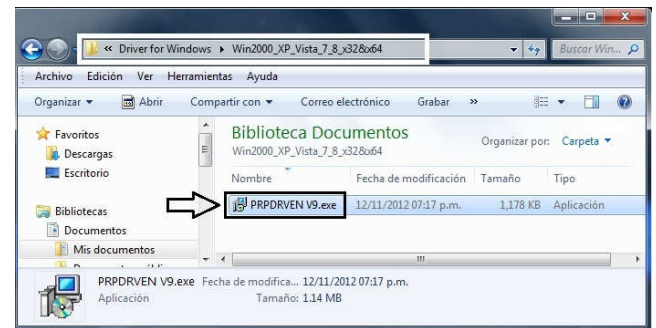 « Driver for Windows ▸ Win2000_XP_Vista_7_8_x32&x64
Buscar Win...
Archivo Edición Ver Herramientas Ayuda
Organizar Abrir Compartir con Correo electrónico Grabar »
Favoritos
Descargas
Escritorio
Bibliotecas
Documentos
Mis documentos
Biblioteca Documentos
Win2000_XP_Vista_7_8_x32&x64
Organizar por: Carpeta
Nombre Fecha de modificación Tamaño Tipo
PRPDRVEN V9.exe 12/11/2012 07:17 p.m. 1,178 KB Aplicación
PRPDRVEN V9.exe Fecha de modifica... 12/11/2012 07:17 p.m.
Aplicación Tamaño: 1.14 MB